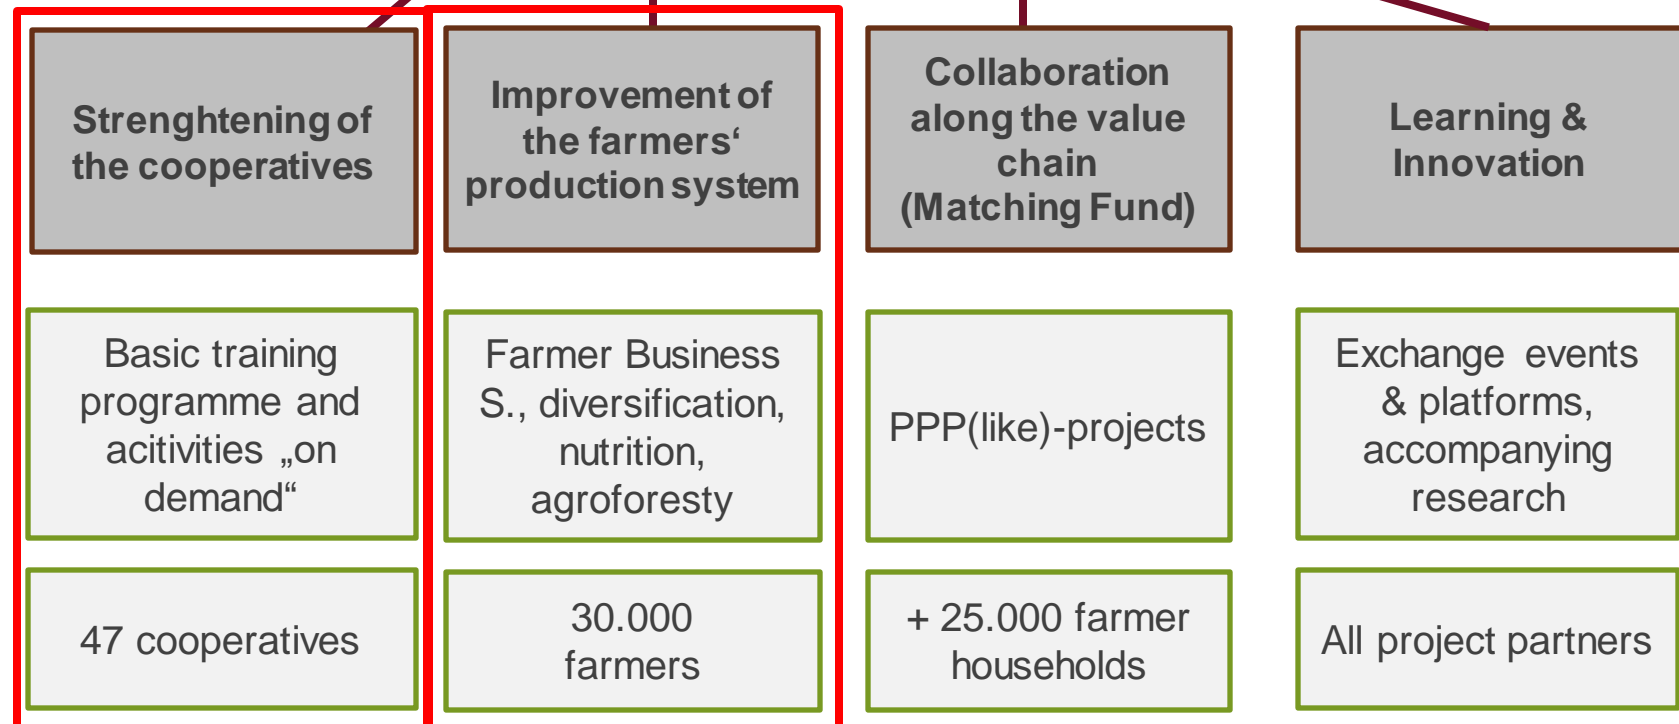 Strenghtening of
the cooperatives
Improvement of
the farmers‘
production system
Collaboration
along the value
chain
(Matching Fund)
Learning &
Innovation
Basic training
programme and
acitivities „on
demand“
Farmer Business
S., diversification,
nutrition,
agroforesty
PPP(like)-projects
Exchange events
& platforms,
accompanying
research
47 cooperatives
30.000
farmers
+ 25.000 farmer
households
All project partners